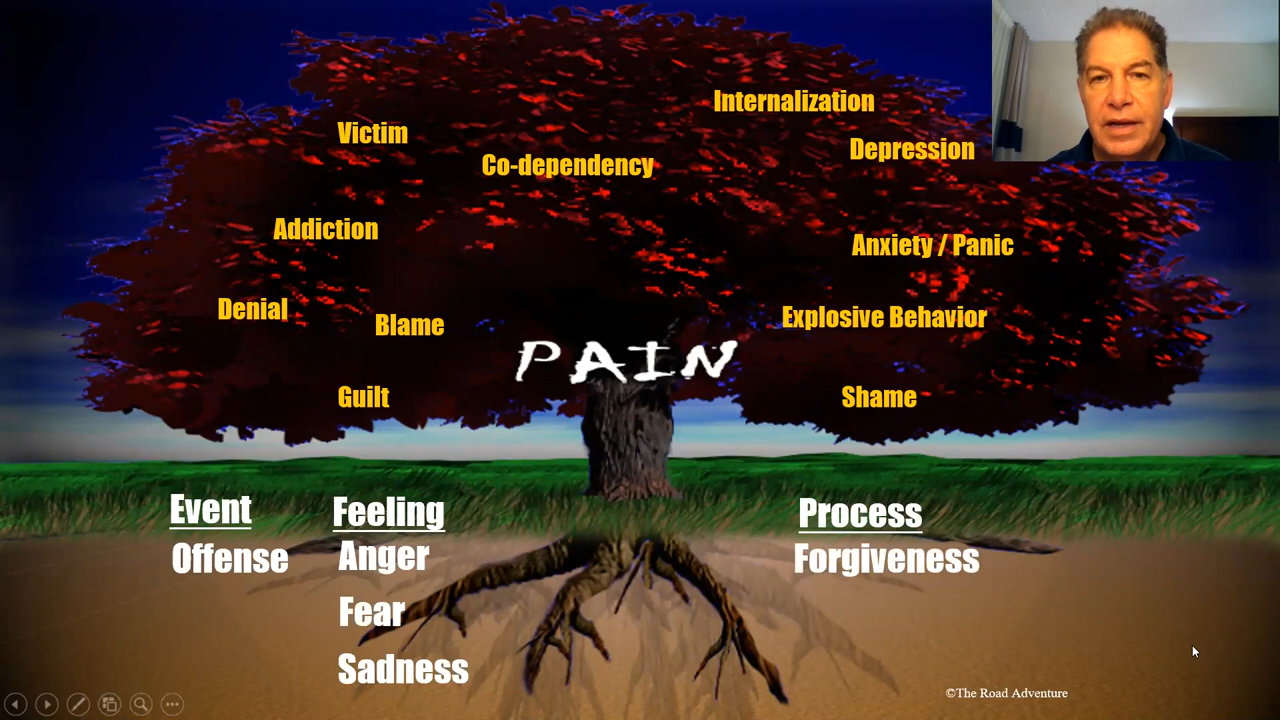 Internalization
Victim
Depression
Co-dependency
Addiction
Anxiety / Panic
Denial
Blame
Explosive Behavior
PAIN
Guilt
Shame
Event
Feeling
Process
Offense
Anger
Forgiveness
Fear
Sadness
©The Road Adventure